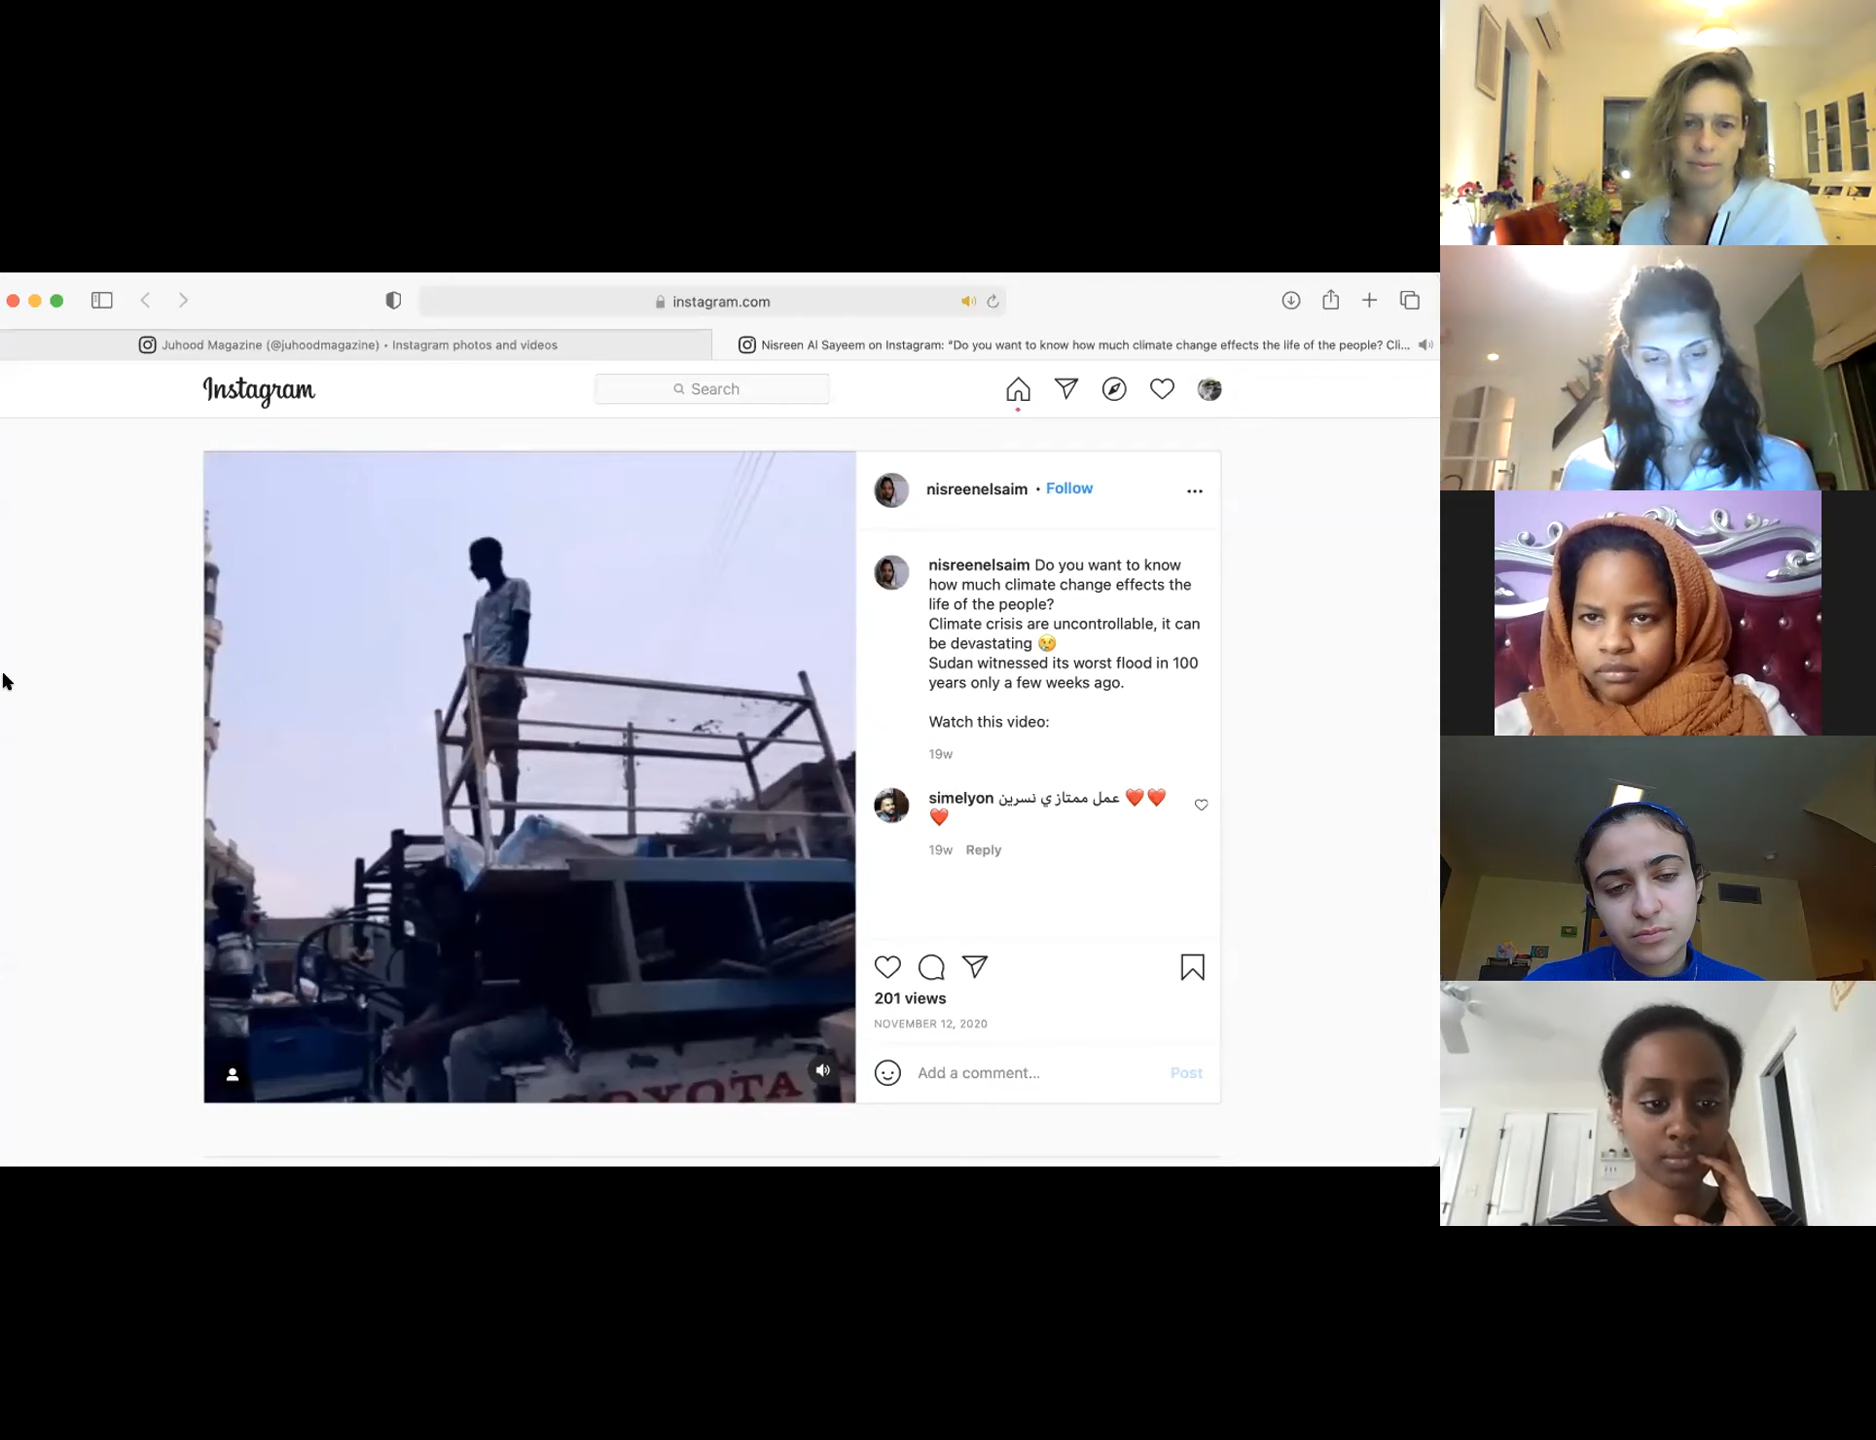 instagram.com
Juhood Magazine (@juhoodmagazine) • Instagram photos and videos
Nisreen Al Sayeem on Instagram: “Do you want to know how much climate change effects the life of the people? Cli...
Instagram
Search
nisreenelsaim • Follow
nisreenelsaim Do you want to know
how much climate change effects the
life of the people?
Climate crisis are uncontrollable, it can
be devastating 😢
Sudan witnessed its worst flood in 100
years only a few weeks ago.
Watch this video:
19w
simelyon عمل ممتاز ي نسرين ❤️❤️
❤️
19w Reply
201 views
NOVEMBER 12, 2020
Add a comment... Post
TOYOTA